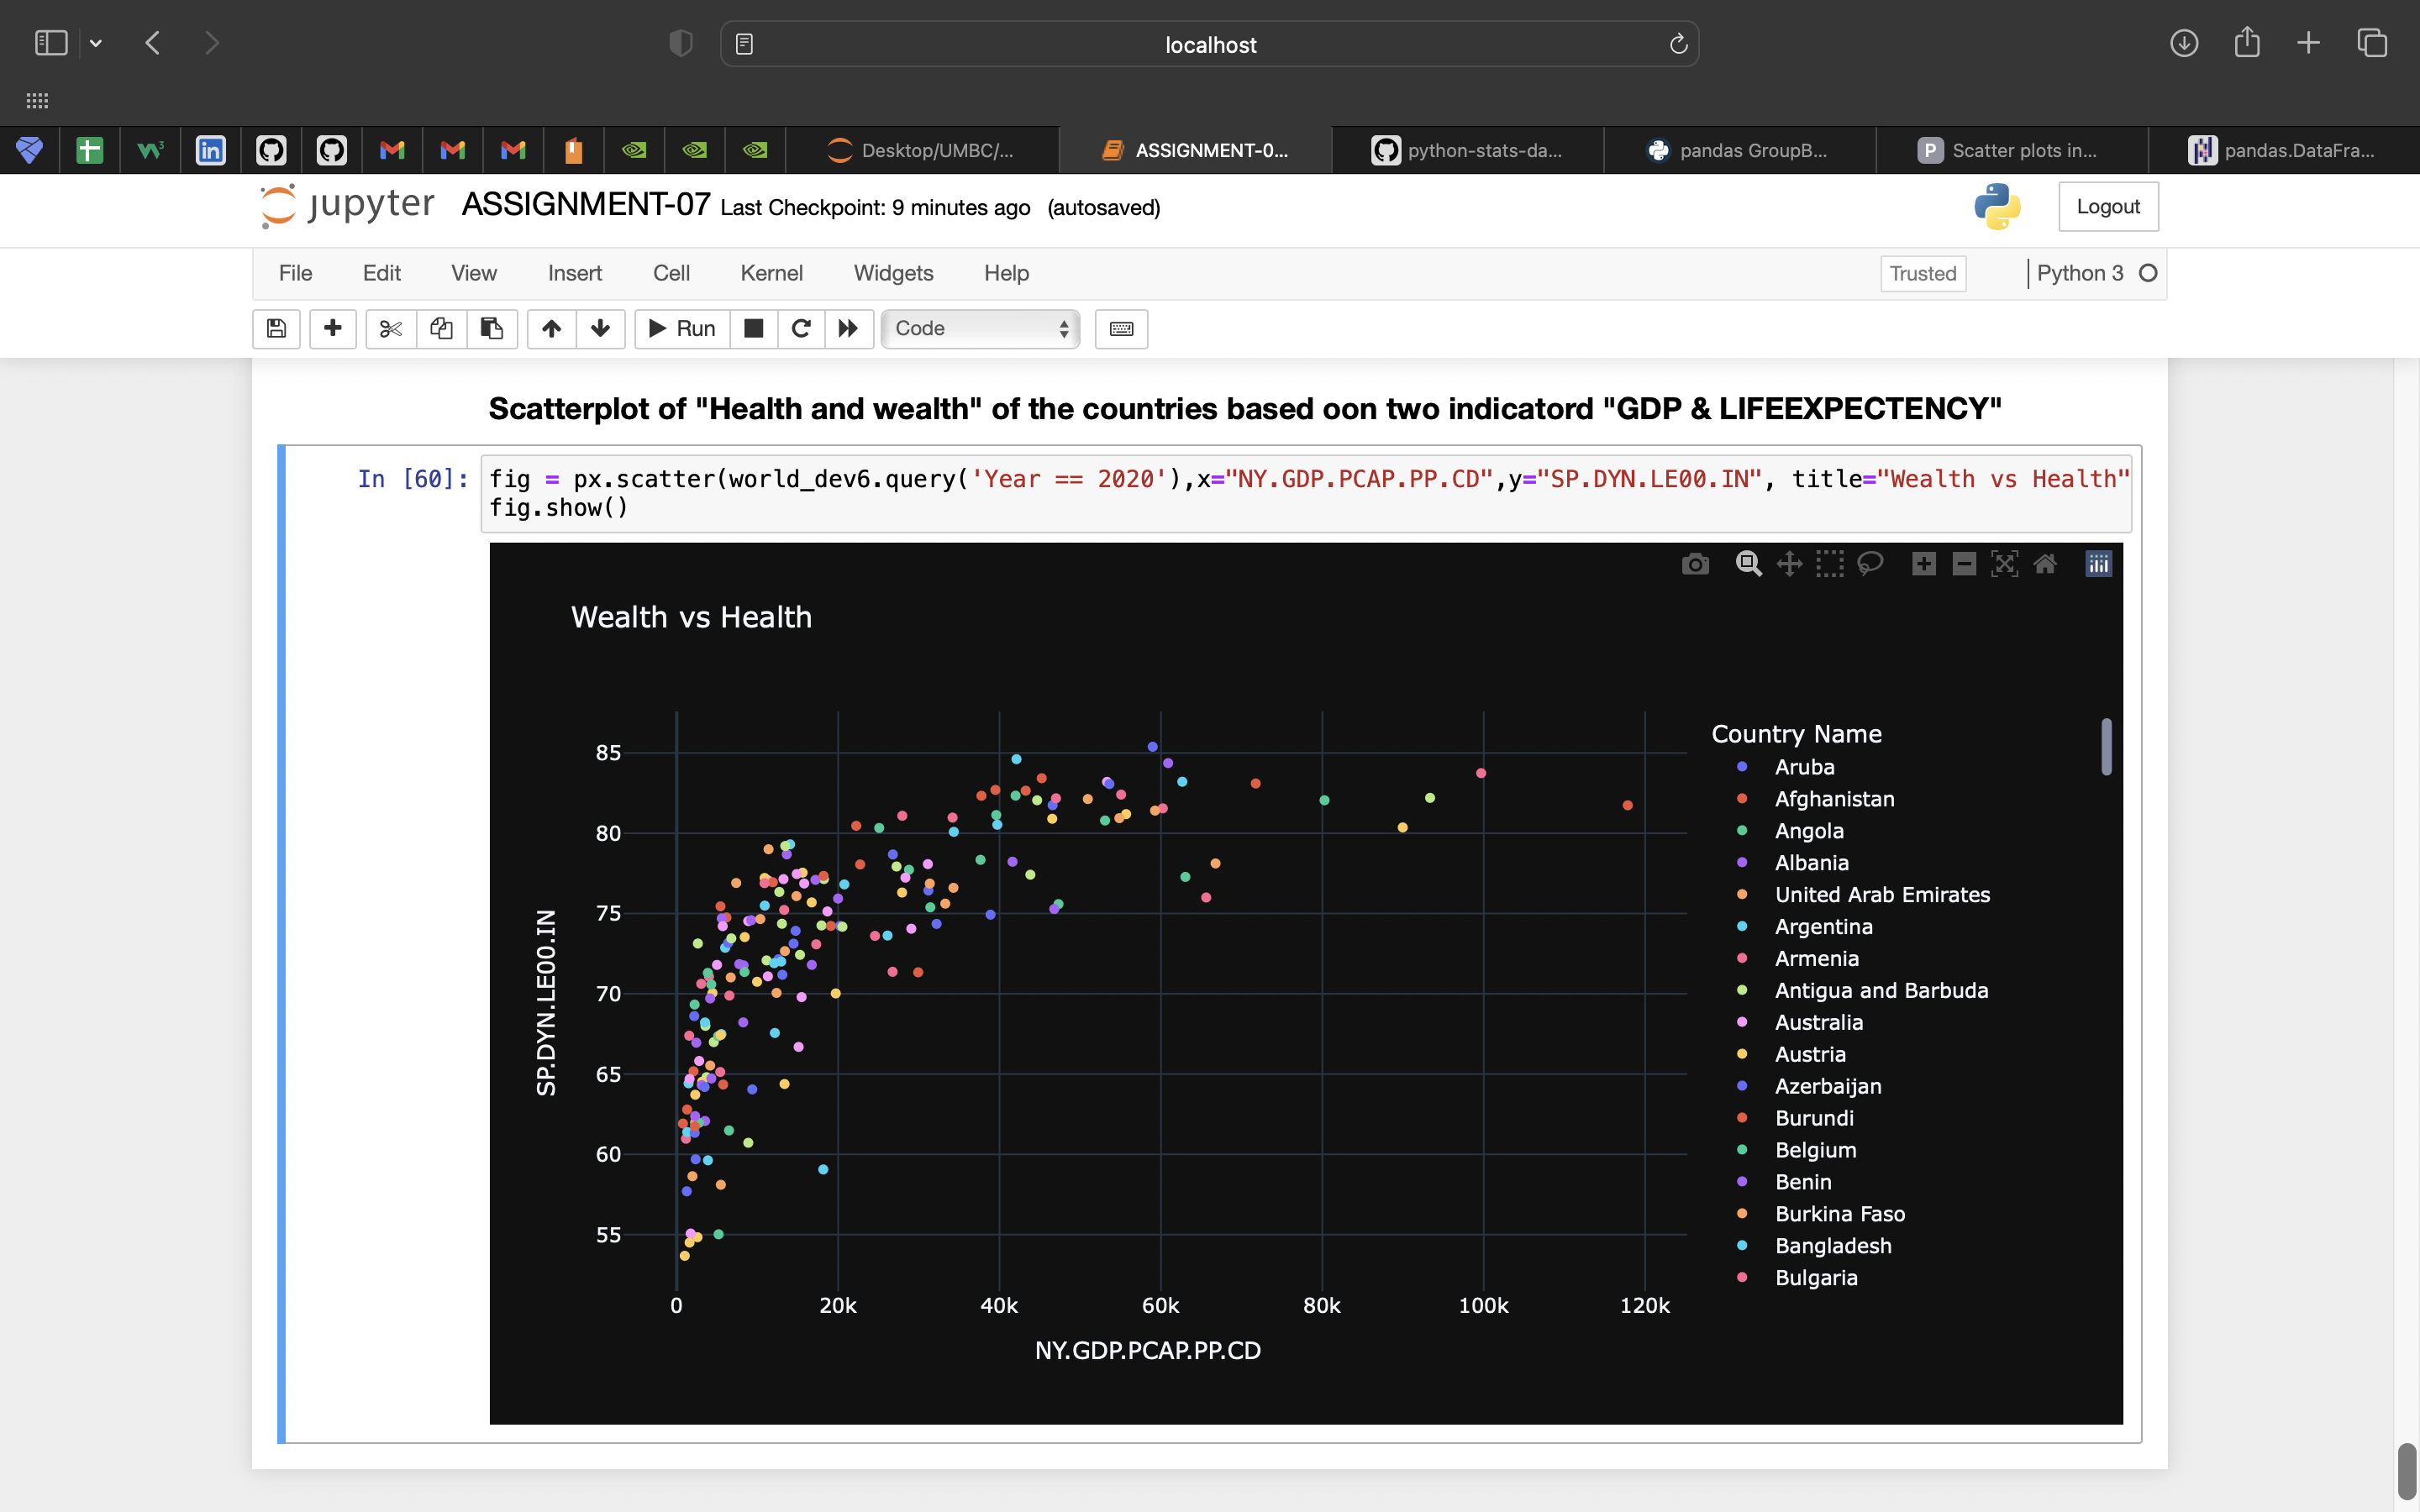 localhost
Desktop/UMBC/...
ASSIGNMENT-0...
python-stats-da...
pandas GroupB...
P
Scatter plots in...
pandas.DataFra...
jupyter ASSIGNMENT-07 Last Checkpoint: 9 minutes ago (autosaved)
Logout
File Edit View Insert Cell Kernel Widgets Help
Trusted
Python 3
Run
Code
Scatterplot of "Health and wealth" of the countries based oon two indicatord "GDP & LIFEEXPECTENCY"
In [60]:
fig = px.scatter(world_dev6.query('Year == 2020'),x="NY.GDP.PCAP.PP.CD",y="SP.DYN.LE00.IN", title="Wealth vs Health"
fig.show()
Wealth vs Health
85
80
75
70
65
60
55
SP.DYN.LE00.IN
0 20k 40k 60k 80k 100k 120k
NY.GDP.PCAP.PP.CD
Country Name
Aruba
Afghanistan
Angola
Albania
United Arab Emirates
Argentina
Armenia
Antigua and Barbuda
Australia
Austria
Azerbaijan
Burundi
Belgium
Benin
Burkina Faso
Bangladesh
Bulgaria